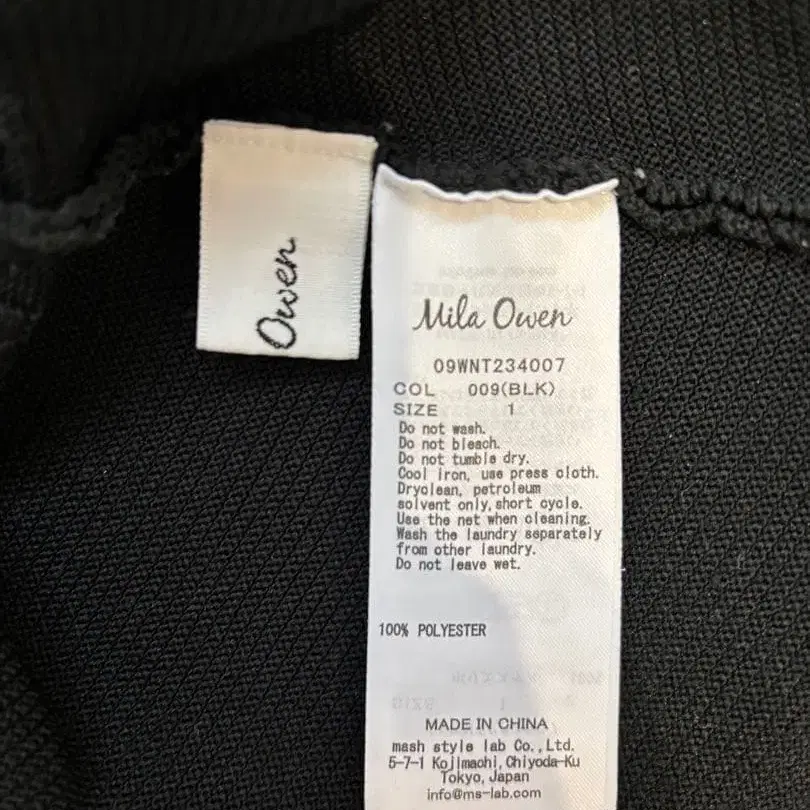 Owen
Mila Owen
09WNT234007
COL 009(BLK)
SIZE 1
Do not wash.
Do not bleach.
Do not tumble dry.
Cool iron, use press cloth.
Dryclean, petroleum
solvent only, short cycle.
Use the net when cleaning.
Wash the laundry separately
from other laundry.
Do not leave wet.
100% POLYESTER
MADE IN CHINA
mash style lab Co., Ltd.
5-7-1 Kojimachi, Chiyoda-Ku
Tokyo, Japan
info@ms-lab.com